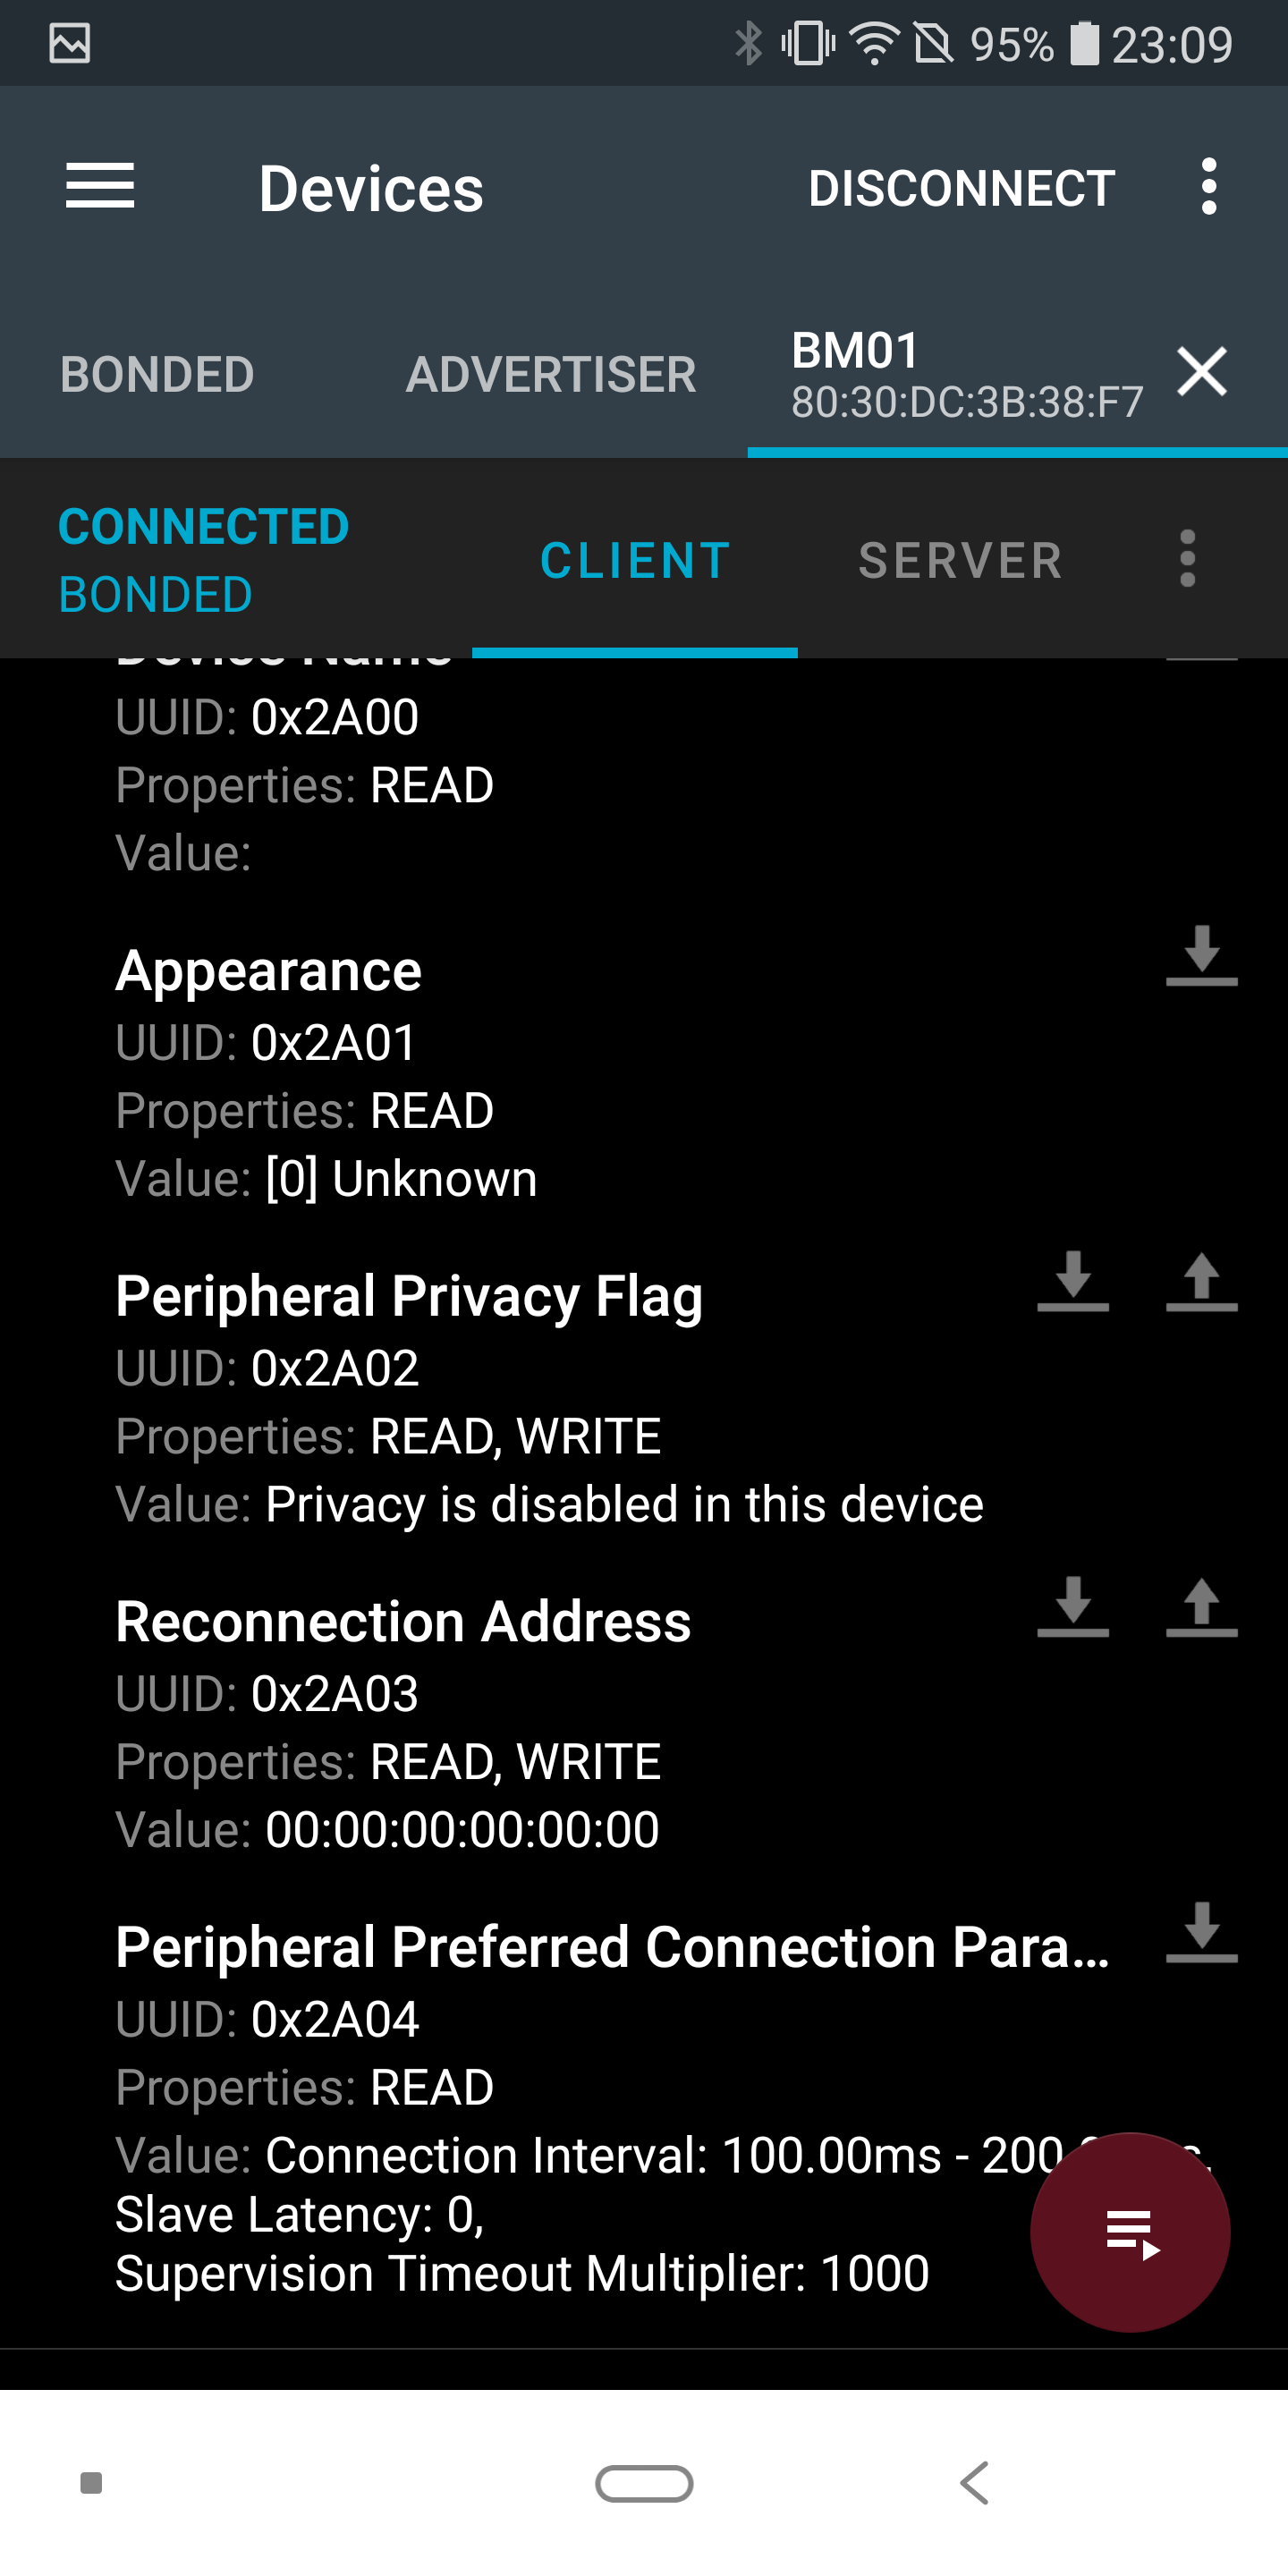 95% 23:09
Devices DISCONNECT
BONDED ADVERTISER BM01
80:30:DC:3B:38:F7
CONNECTED
BONDED
CLIENT SERVER
Device Name
UUID: 0x2A00
Properties: READ
Value:
Appearance
UUID: 0x2A01
Properties: READ
Value: [0] Unknown
Peripheral Privacy Flag
UUID: 0x2A02
Properties: READ, WRITE
Value: Privacy is disabled in this device
Reconnection Address
UUID: 0x2A03
Properties: READ, WRITE
Value: 00:00:00:00:00:00
Peripheral Preferred Connection Para...
UUID: 0x2A04
Properties: READ
Value: Connection Interval: 100.00ms - 200
Slave Latency: 0,
Supervision Timeout Multiplier: 1000